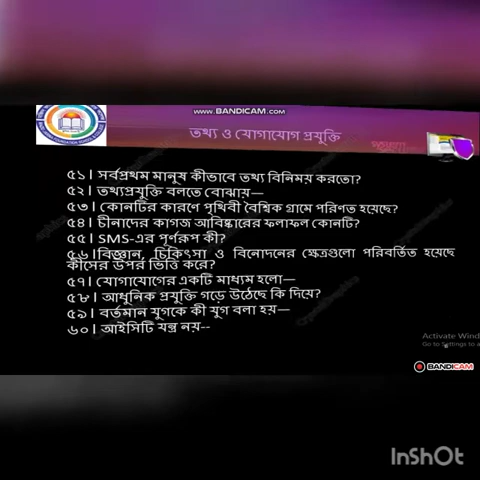 www.BANDICAM.com
তথ্য ও যোগাযোগ প্রযুক্তি
৫১। সর্বপ্রথম মানুষ কীভাবে তথ্য বিনিময় করতো?
৫২। তথ্যপ্রযুক্তি বলতে বোঝায়—
৫৩। কোনটির কারণে পৃথিবী বৈশ্বিক গ্রামে পরিণত হয়েছে?
৫৪। চীনাদের কাগজ আবিষ্কারের ফলাফল কোনটি?
৫৫। SMS-এর পূর্ণরূপ কী?
৫৬।বিজ্ঞান, চিকিৎসা ও বিনোদনের ক্ষেত্রগুলো পরিবর্তিত হয়েছে
কীসের উপর ভিত্তি করে?
৫৭। যোগাযোগের একটি মাধ্যম হলো—
৫৮। আধুনিক প্রযুক্তি গড়ে উঠেছে কি দিয়ে?
৫৯। বর্তমান যুগকে কী যুগ বলা হয়—
৬০। আইসিটি যন্ত্র নয়--
Activate Wind
Go to Settings to a
BANDICAM
InShOt